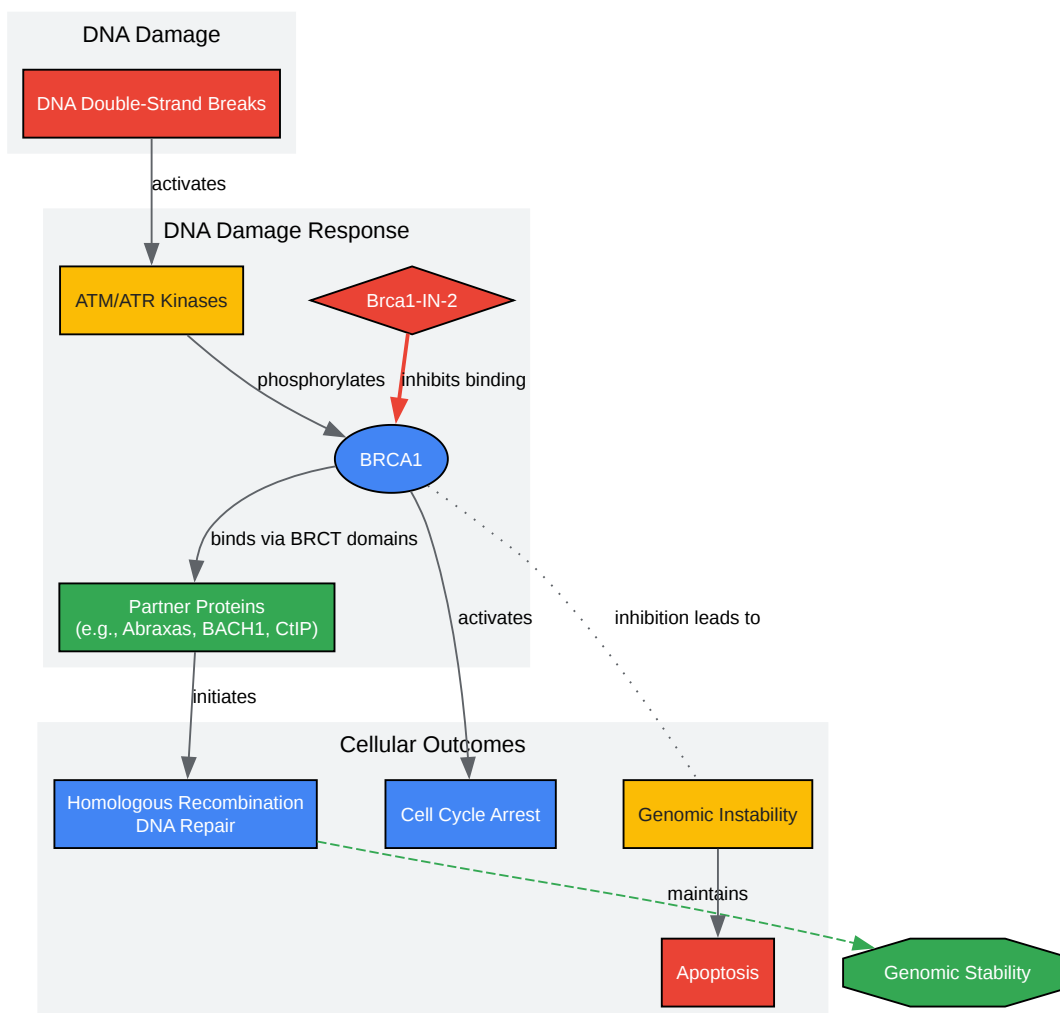 DNA Damage
DNA Double-Strand Breaks
activates
DNA Damage Response
ATM/ATR Kinases
Brca1-IN-2
phosphorylates
inhibits binding
BRCA1
binds via BRCT domains
Partner Proteins
(e.g., Abraxas, BACH1, CtIP)
activates
inhibition leads to
initiates
Cellular Outcomes
Homologous Recombination
DNA Repair
Cell Cycle Arrest
Genomic Instability
maintains
Apoptosis
Genomic Stability